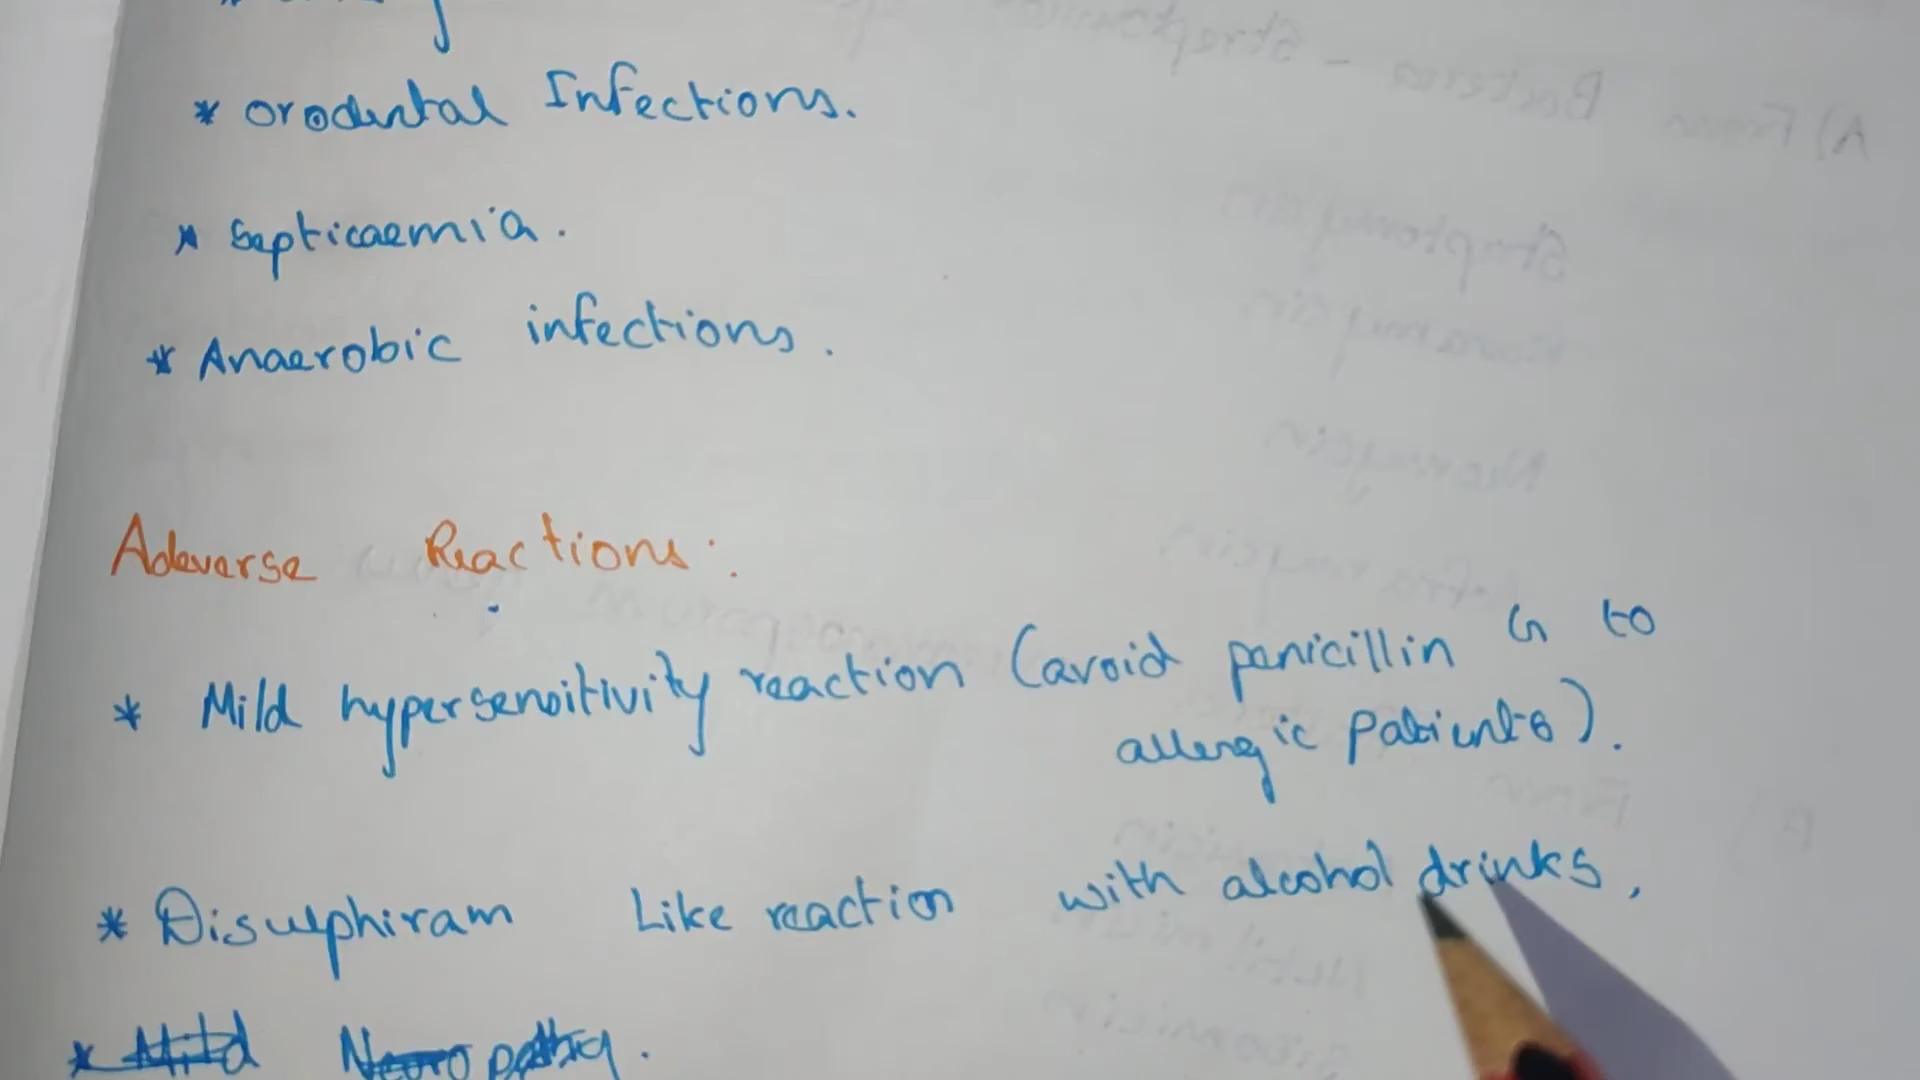 * Orodental Infections.
* Septicaemia.
* Anaerobic infections.
Adverse Reactions:
* Mild hypersensitivity reaction (avoid penicillin G to
allergic patients).
* Disulphiram Like reaction with alcohol drinks,
* Mild Neuropathy.